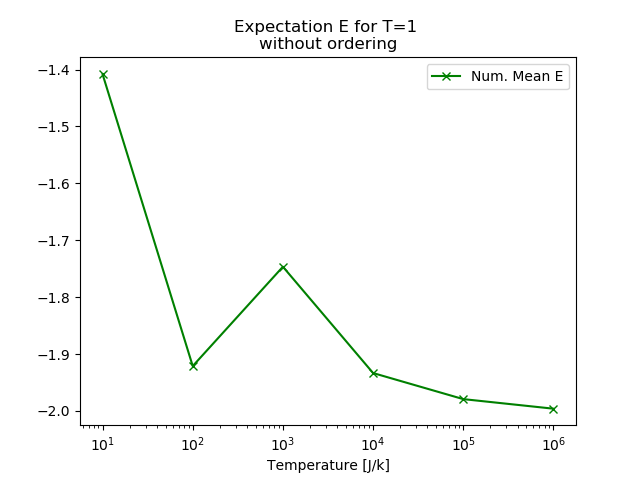 Expectation E for T=1
without ordering
Num. Mean E
−1.4
−1.5
−1.6
−1.7
−1.8
−1.9
−2.0
10¹ 10² 10³ 10⁴ 10⁵ 10⁶
Temperature [J/k]